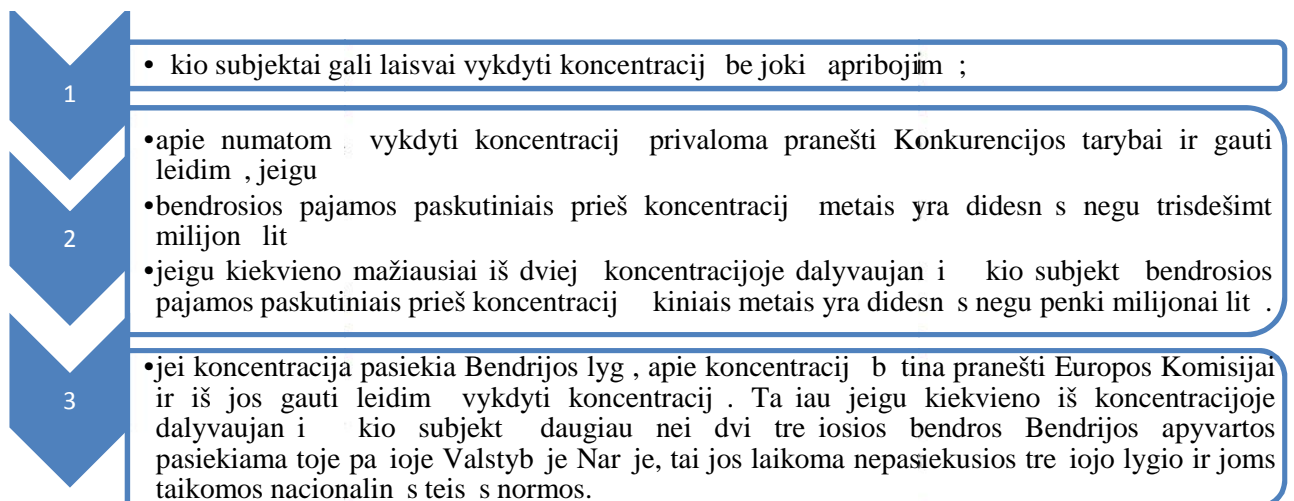 1
• kio subjektai gali laisvai vykdyti koncentracij be joki apribojim ;
2
•apie numatom vykdyti koncentracij privaloma pranešti Konkurencijos tarybai ir gauti
leidim , jeigu
•bendrosios pajamos paskutiniais prieš koncentracij metais yra didesn s negu trisdešimt
milijon lit
•jeigu kiekvieno mažiausiai iš dviej koncentracijoje dalyvaujan i kio subjekt bendrosios
pajamos paskutiniais prieš koncentracij kiniais metais yra didesn s negu penki milijonai lit .
3
•jei koncentracija pasiekia Bendrijos lyg , apie koncentracij b tina pranešti Europos Komisijai
ir iš jos gauti leidim vykdyti koncentracij . Ta iau jeigu kiekvieno iš koncentracijoje
dalyvaujan i kio subjekt daugiau nei dvi tre iosios bendros Bendrijos apyvartos
pasiekiama toje pa ioje Valstyb je Nar je, tai jos laikoma nepasiekusios tre iojo lygio ir joms
taikomos nacionalin s teis s normos.